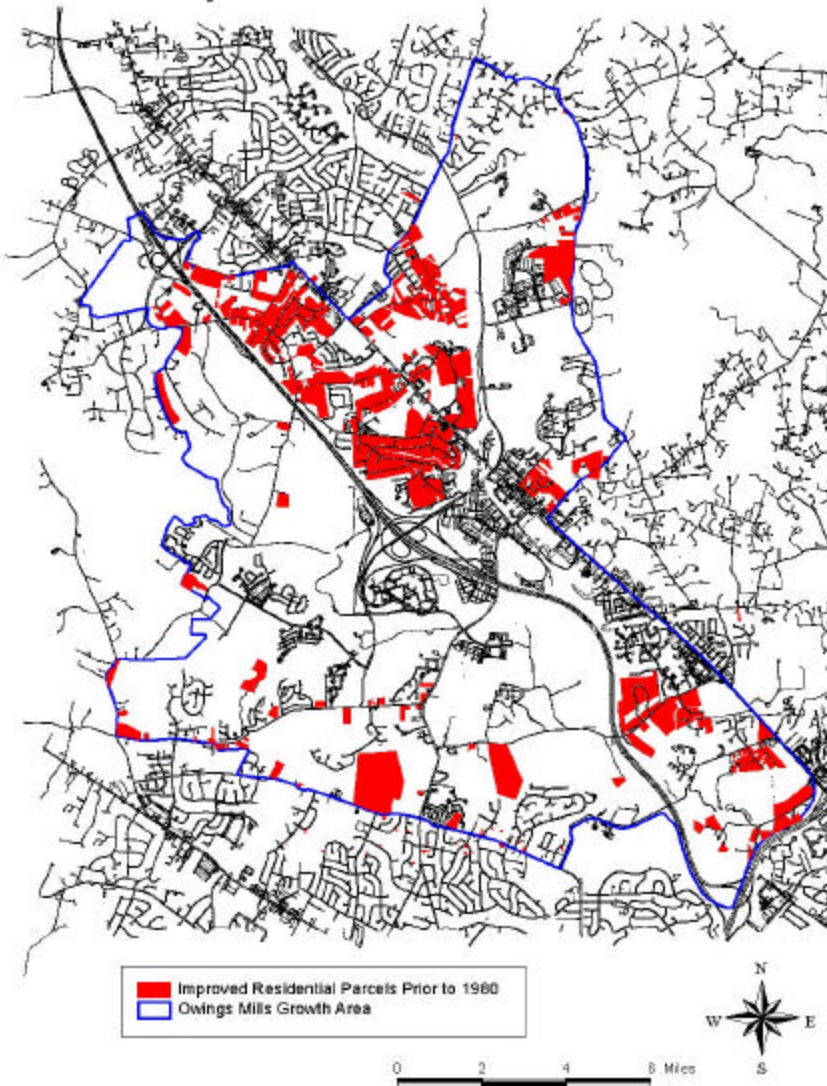 Improved Residential Parcels Prior to 1980
Owings Mills Growth Area
N
W E
S
0 2 4 6 Miles